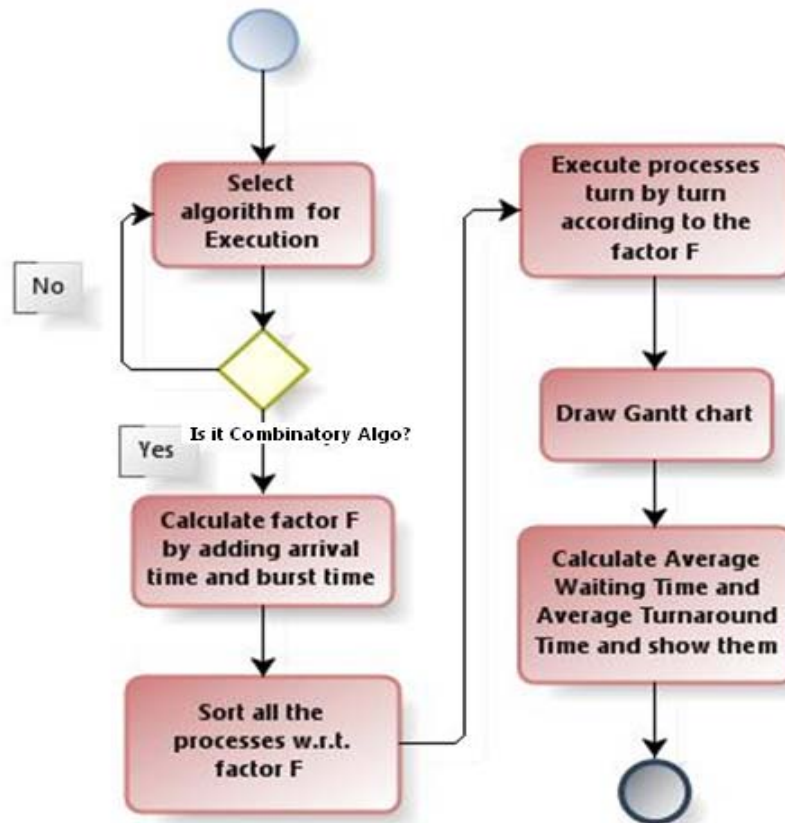 Select
algorithm for
Execution
No
Is it Combinatory Algo?
Yes
Calculate factor F
by adding arrival
time and burst time
Sort all the
processes w.r.t.
factor F
Execute processes
turn by turn
according to the
factor F
Draw Gantt chart
Calculate Average
Waiting Time and
Average Turnaround
Time and show them